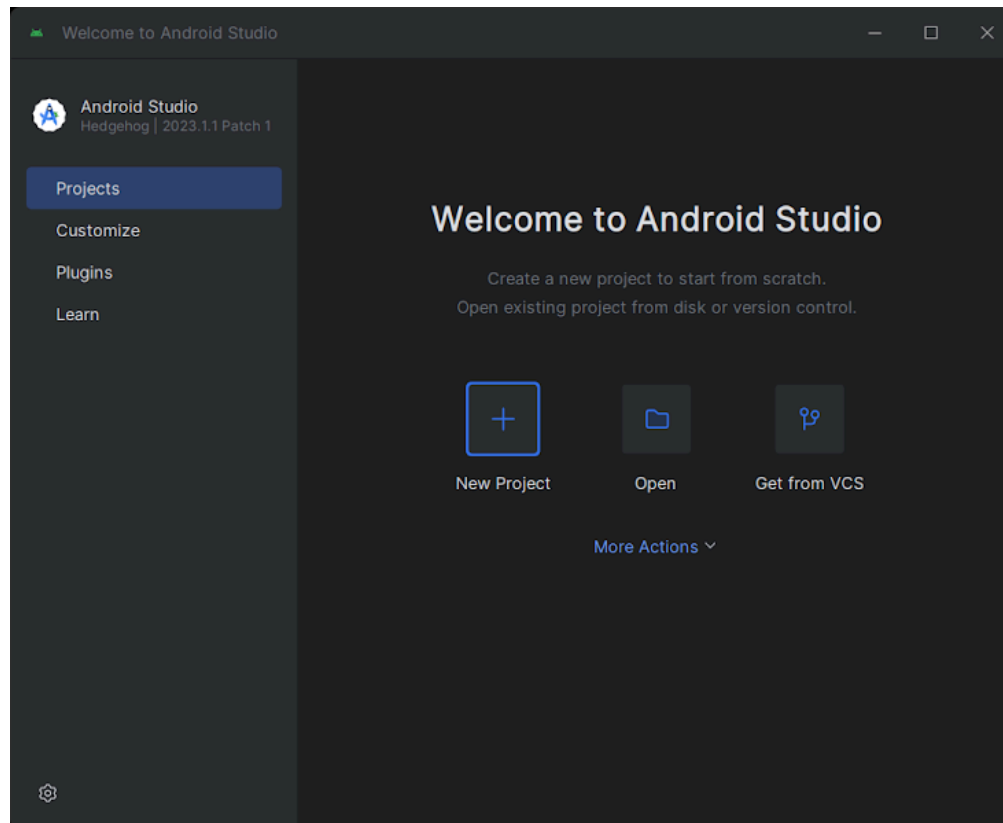 Welcome to Android Studio
Android Studio
Hedgehog | 2023.1.1 Patch 1
Projects
Customize
Plugins
Learn
Welcome to Android Studio
Create a new project to start from scratch.
Open existing project from disk or version control.
New Project
Open
Get from VCS
More Actions